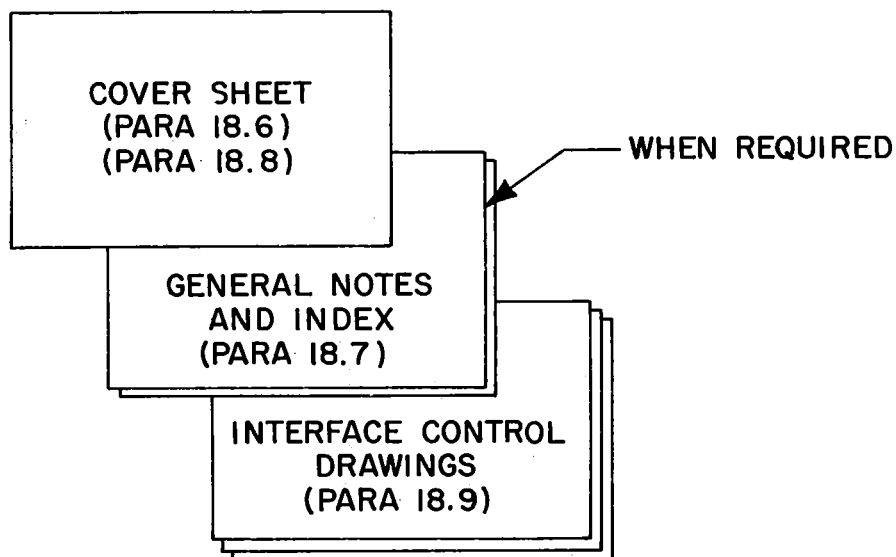 COVER SHEET
(PARA 18.6)
(PARA 18.8)
WHEN REQUIRED
GENERAL NOTES
AND INDEX
(PARA 18.7)
INTERFACE CONTROL
DRAWINGS
(PARA 18.9)